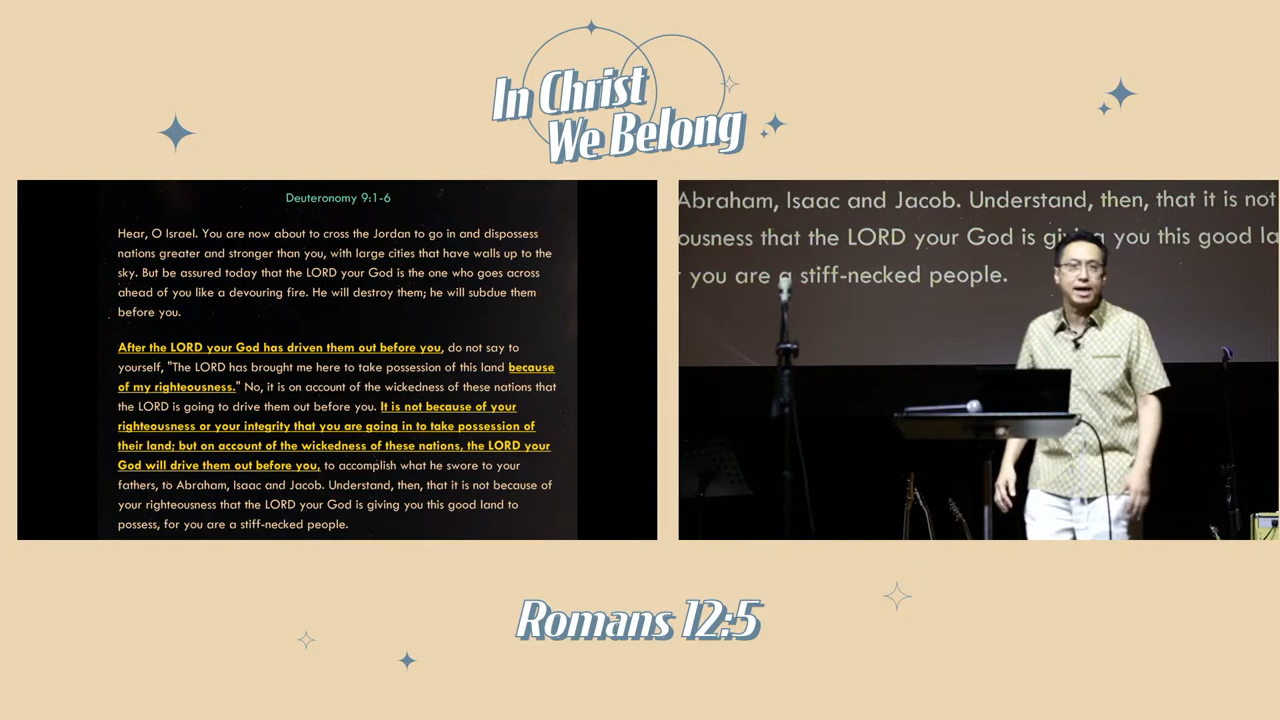 In Christ
We Belong
Deuteronomy 9:1-6
Hear, O Israel. You are now about to cross the Jordan to go in and dispossess
nations greater and stronger than you, with large cities that have walls up to the
sky. But be assured today that the LORD your God is the one who goes across
ahead of you like a devouring fire. He will destroy them; he will subdue them
before you.
After the LORD your God has driven them out before you, do not say to
yourself, "The LORD has brought me here to take possession of this land because
of my righteousness." No, it is on account of the wickedness of these nations that
the LORD is going to drive them out before you. It is not because of your
righteousness or your integrity that you are going in to take possession of
their land; but on account of the wickedness of these nations, the LORD your
God will drive them out before you, to accomplish what he swore to your
fathers, to Abraham, Isaac and Jacob. Understand, then, that it is not because of
your righteousness that the LORD your God is giving you this good land to
possess, for you are a stiff-necked people.
Abraham, Isaac and Jacob. Understand, then, that it is not
ousness that the LORD your God is giving you this good la
you are a stiff-necked people.
Romans 12:5